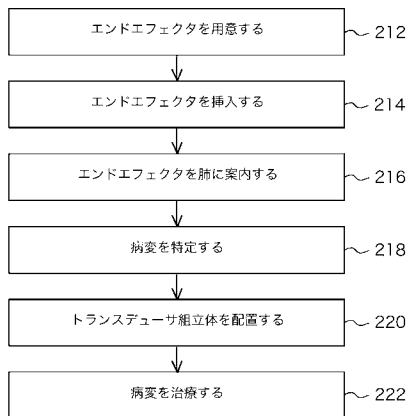 エンドエフェクタを用意する 212
エンドエフェクタを挿入する 214
エンドエフェクタを肺に案内する 216
病変を特定する 218
トランスデューサ組立体を配置する 220
病変を治療する 222